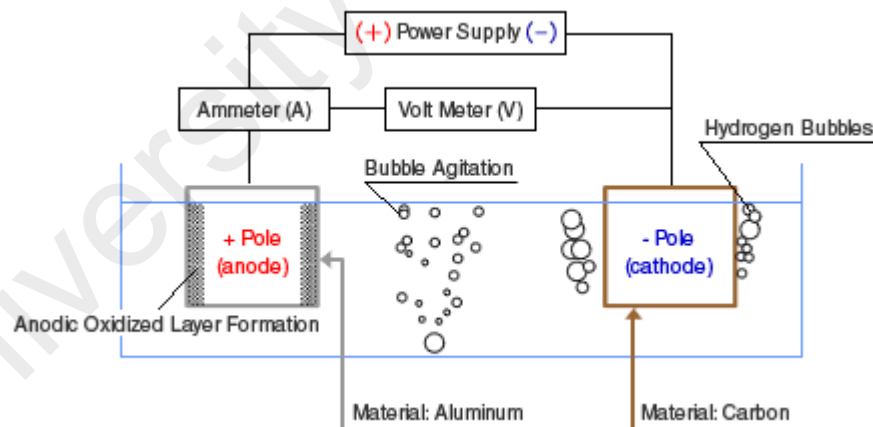 (+) Power Supply (-)
Ammeter (A)
Volt Meter (V)
Hydrogen Bubbles
Bubble Agitation
+ Pole
(anode)
- Pole
(cathode)
Anodic Oxidized Layer Formation
Material: Aluminum
Material: Carbon